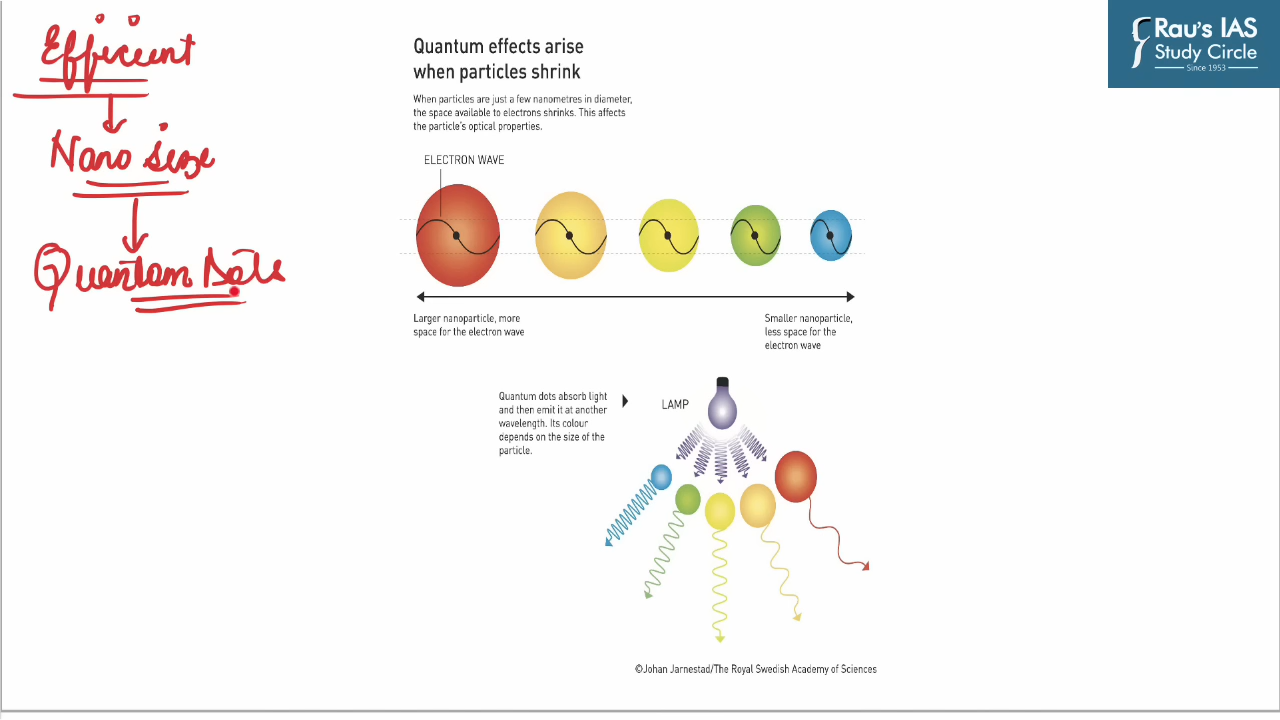 Efficient
Nano size
Quantum Dots
Quantum effects arise
when particles shrink
When particles are just a few nanometres in diameter,
the space available to electrons shrinks. This affects
the particle's optical properties.
ELECTRON WAVE
Larger nanoparticle, more
space for the electron wave
Smaller nanoparticle,
less space for the
electron wave
Quantum dots absorb light
and then emit it at another
wavelength. Its colour
depends on the size of the
particle.
LAMP
©Johan Jarnestad/The Royal Swedish Academy of Sciences
Rau's IAS
Study Circle
Since 1953